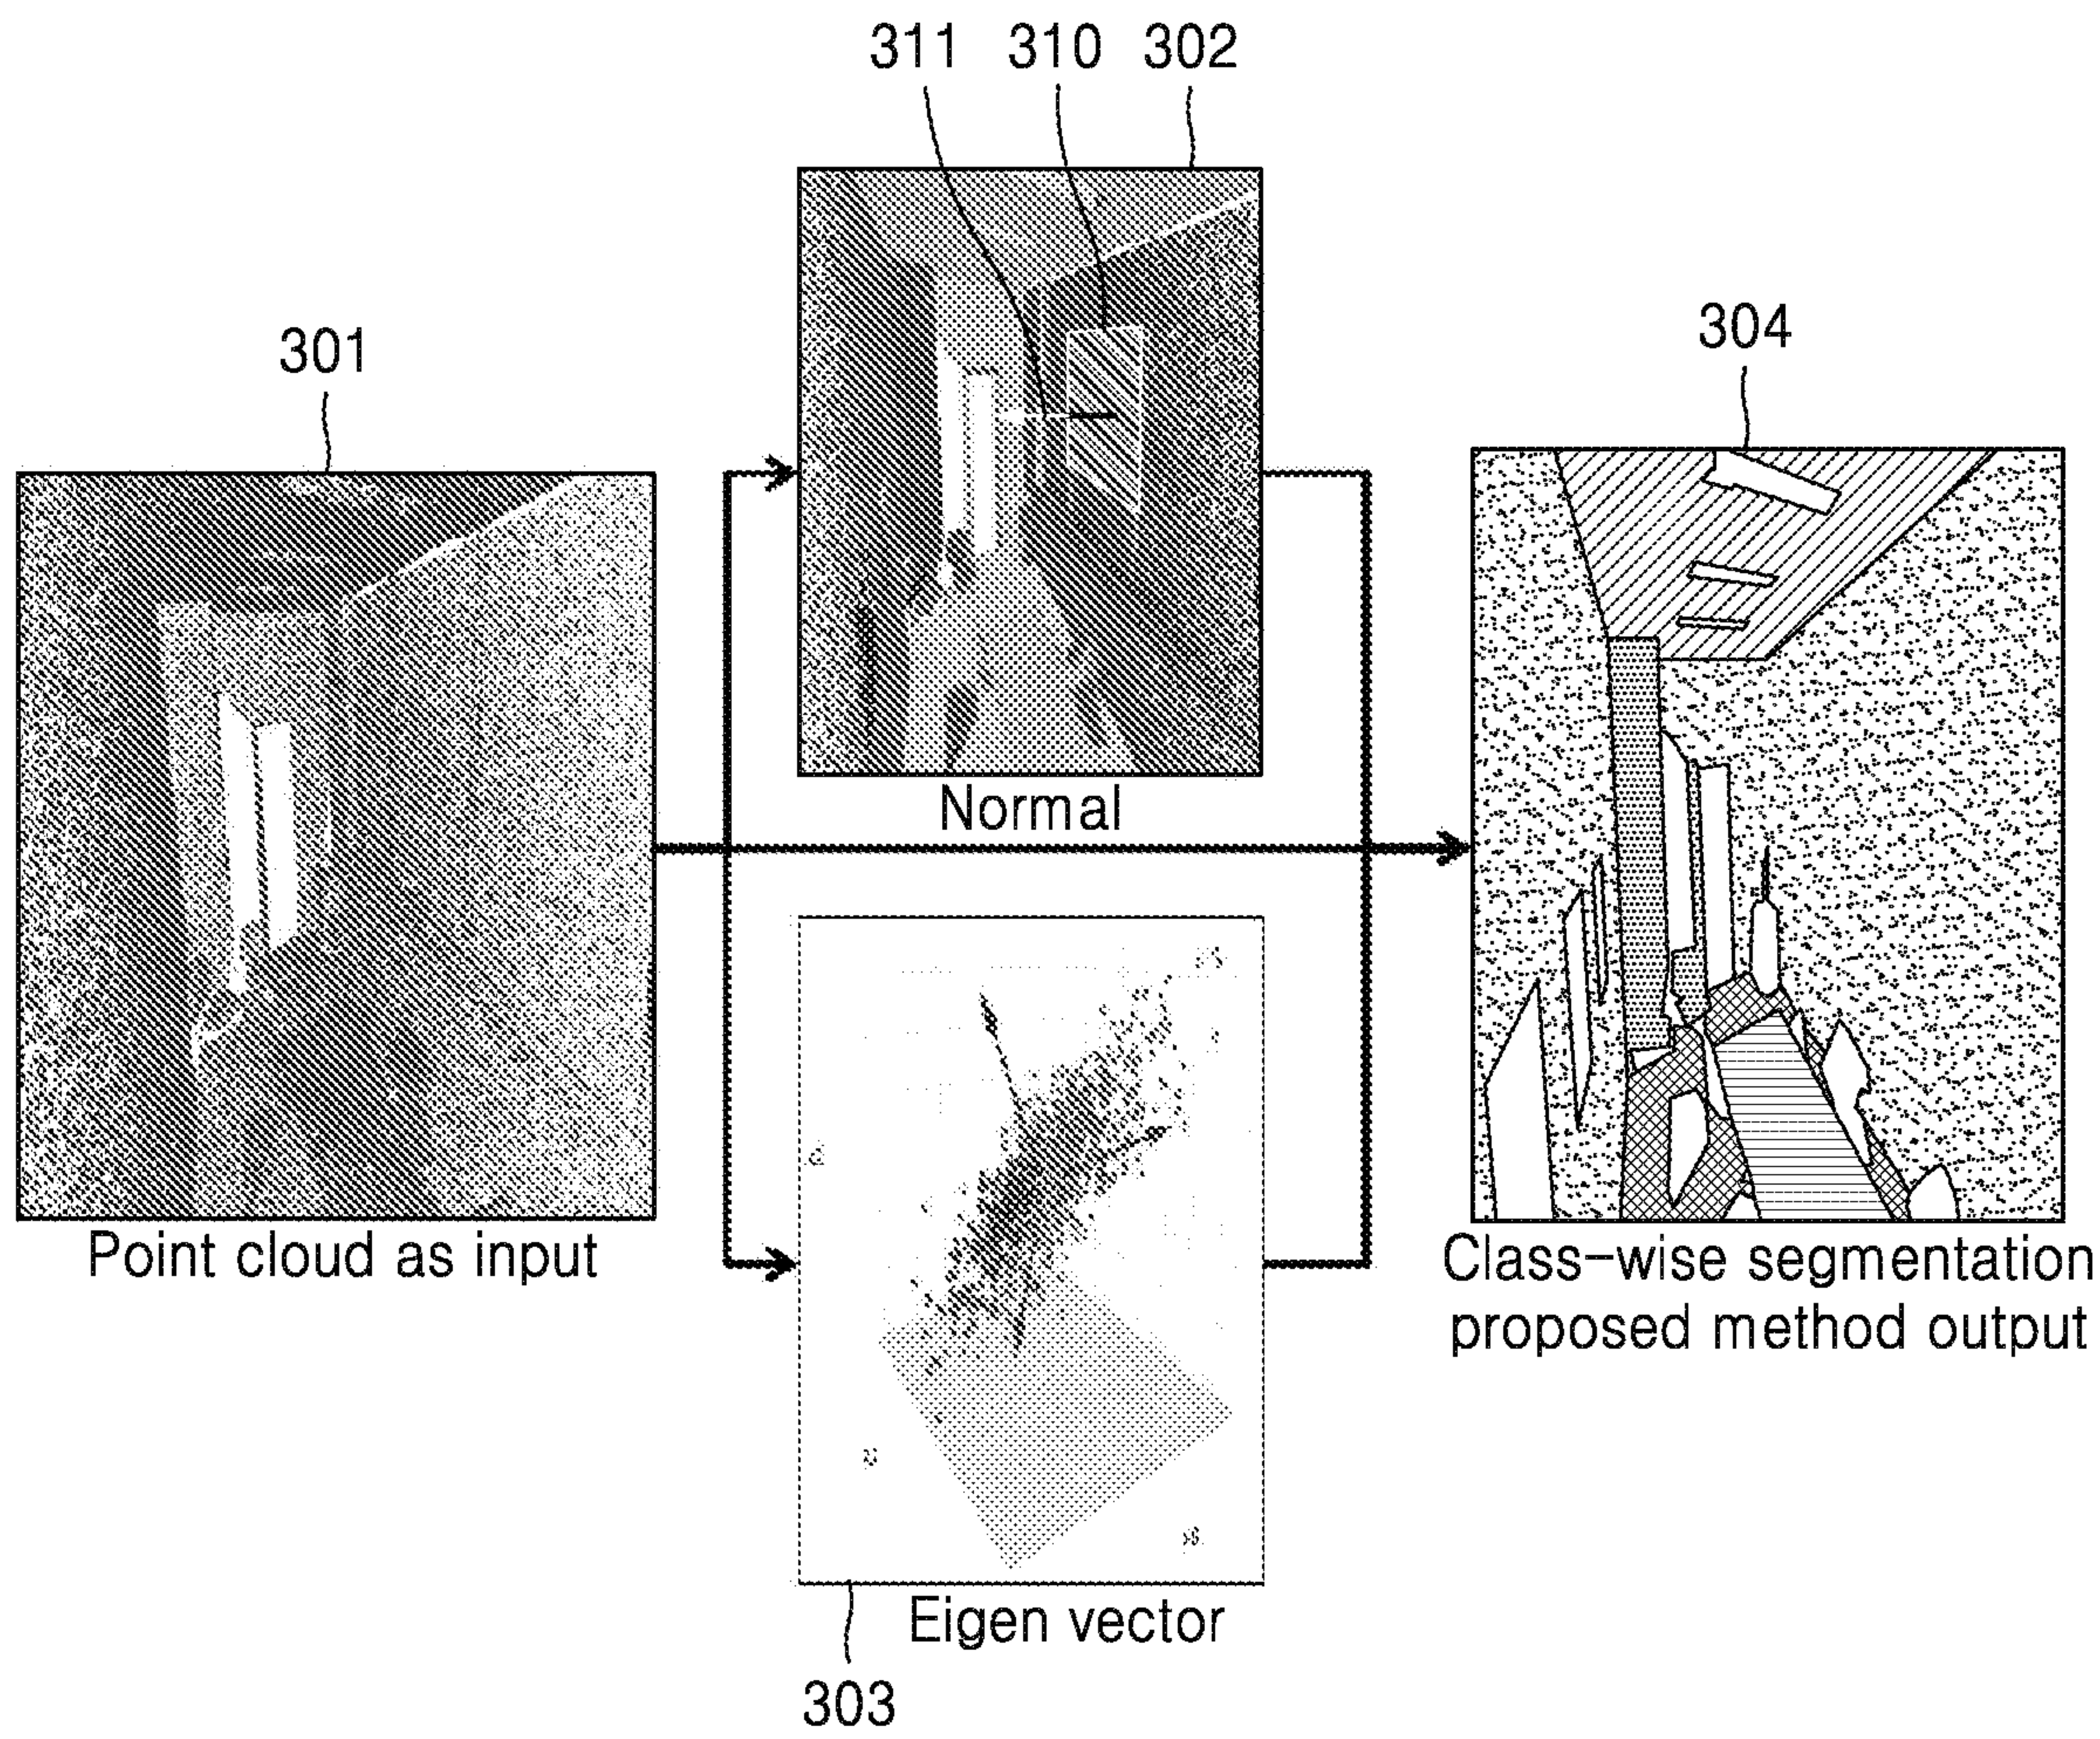 311 310 302
301
304
Normal
Point cloud as input
Class-wise segmentation
proposed method output
Eigen vector
303